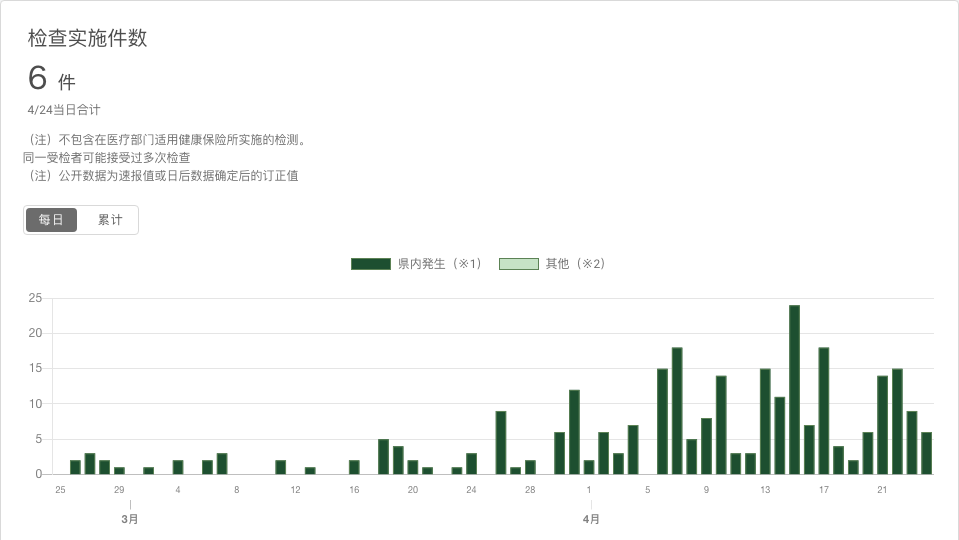 检查实施件数
6 件
4/24当日合计
（注）不包含在医疗部门适用健康保险所实施的检测。
同一受检者可能接受过多次检查
（注）公开数据为速报值或日后数据确定后的订正值
每日 累计
県内発生（※1） 其他（※2）
25
20
15
10
5
0
25 29 4 8 12 16 20 24 28 1 5 9 13 17 21
3月 4月